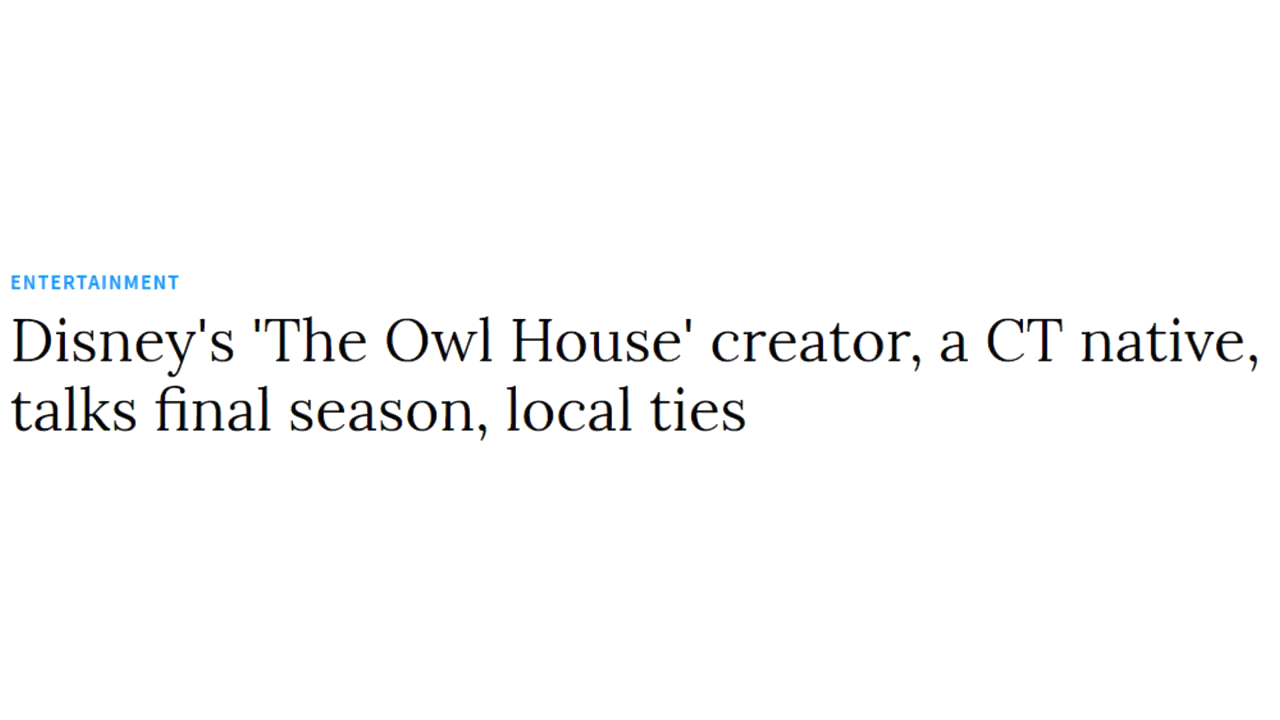 ENTERTAINMENT
Disney's 'The Owl House' creator, a CT native,
talks final season, local ties